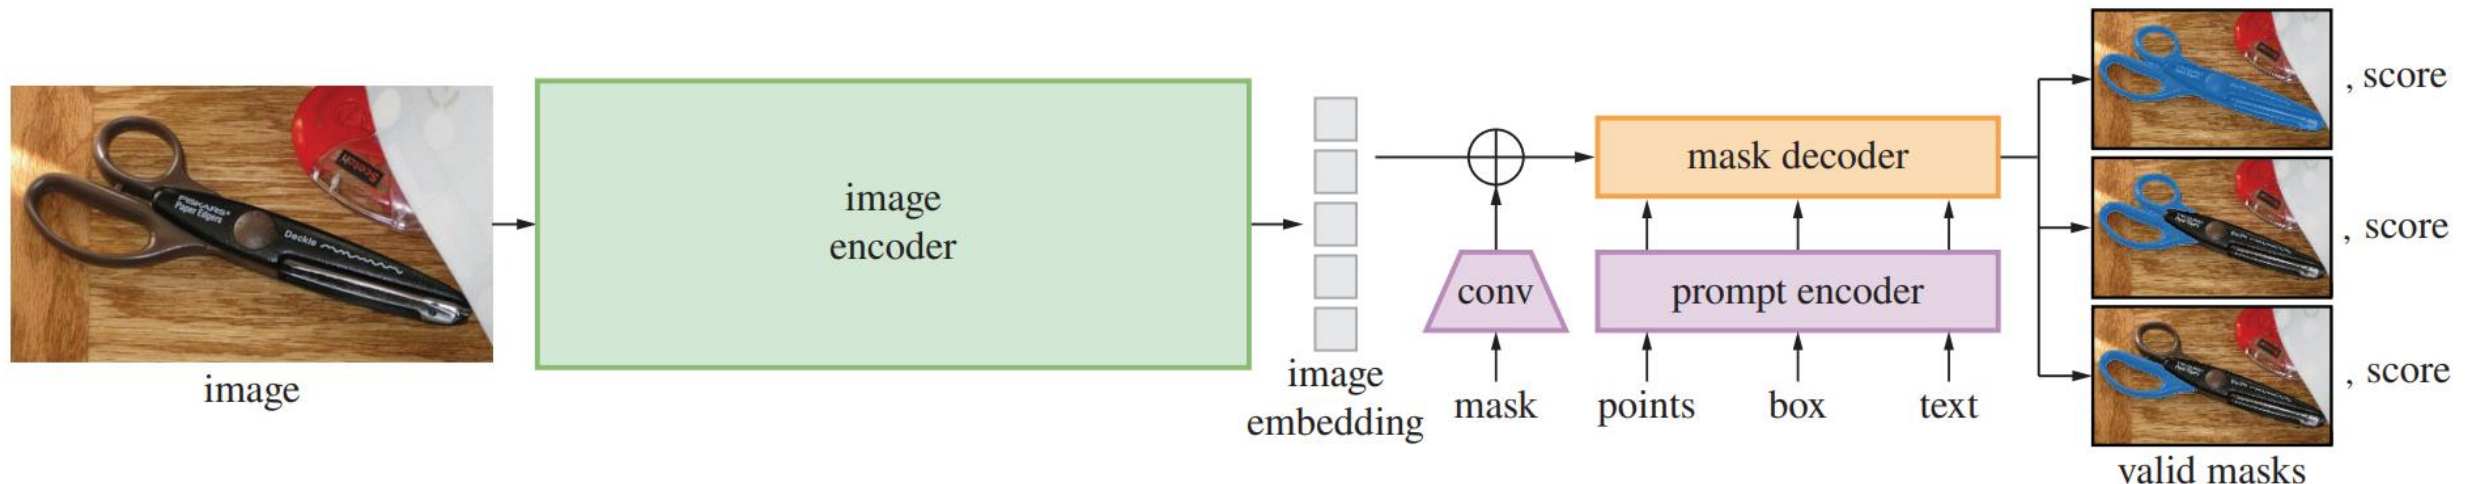 FISKARS®
Paper Edgers
Deckle
Scotch
image
image
encoder
image
embedding
conv
mask
mask decoder
prompt encoder
points
box
text
, score
, score
, score
valid masks